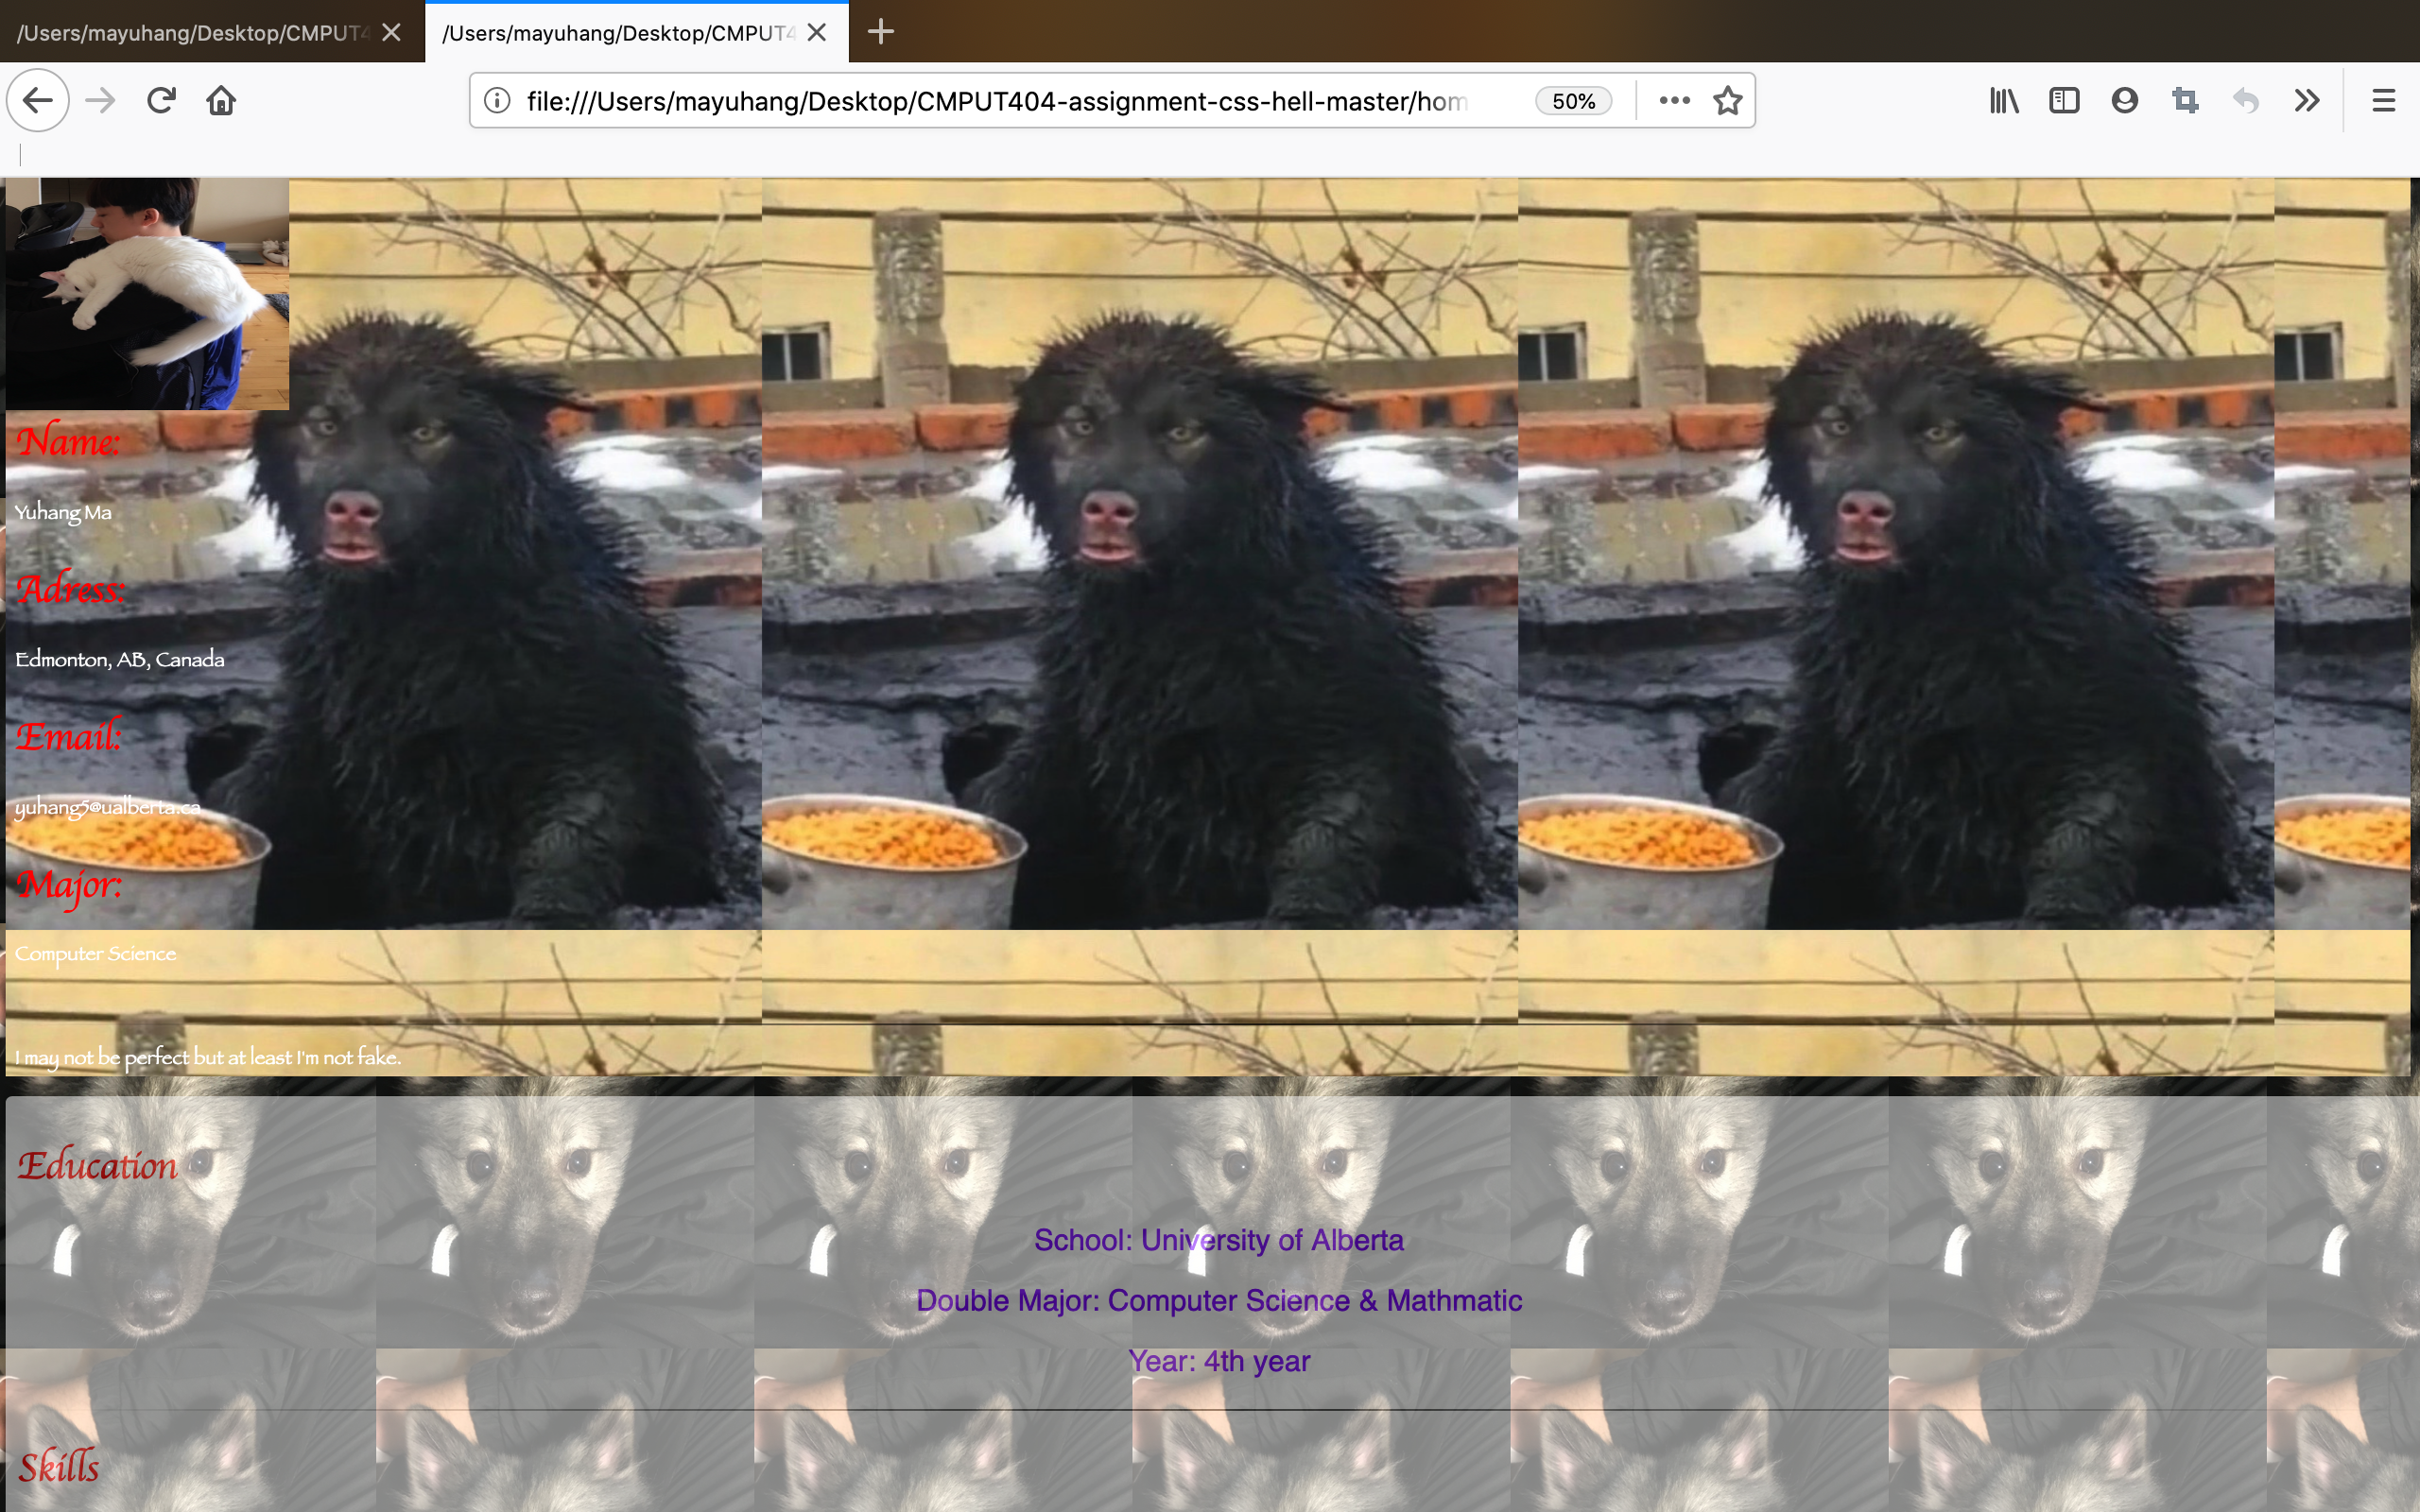 /Users/mayuhang/Desktop/CMPUT4
/Users/mayuhang/Desktop/CMPUT4
file:///Users/mayuhang/Desktop/CMPUT404-assignment-css-hell-master/hom
50%
Name:
Yuhang Ma
Adress:
Edmonton, AB, Canada
Email:
yuhang5@ualberta.ca
Major:
Computer Science
I may not be perfect but at least I'm not fake.
Education
School: University of Alberta
Double Major: Computer Science & Mathmatic
Year: 4th year
Skills